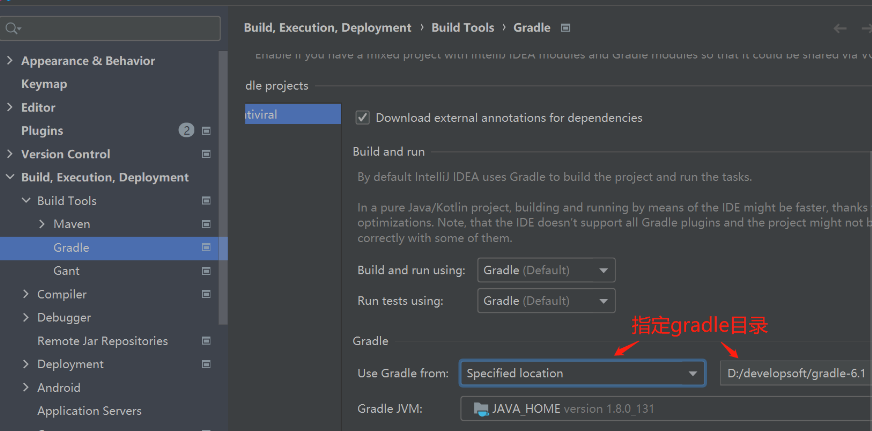 Build, Execution, Deployment › Build Tools › Gradle
Enable if you have a mixed project with IntelliJ IDEA modules and Gradle modules so that it could be shared via
Appearance & Behavior
Keymap
Editor
Plugins 2
Version Control
Build, Execution, Deployment
Build Tools
Maven
Gradle
Gant
Compiler
Debugger
Remote Jar Repositories
Deployment
Android
Application Servers
dle projects
tiviral
Download external annotations for dependencies
Build and run
By default IntelliJ IDEA uses Gradle to build the project and run the tasks.
In a pure Java/Kotlin project, building and running by means of the IDE might be faster, thanks
optimizations. Note, that the IDE doesn't support all Gradle plugins and the project might not b
correctly with some of them.
Build and run using: Gradle (Default)
Run tests using: Gradle (Default)
指定gradle目录
Gradle
Use Gradle from: Specified location D:/developsoft/gradle-6.1
Gradle JVM: JAVA_HOME version 1.8.0_131